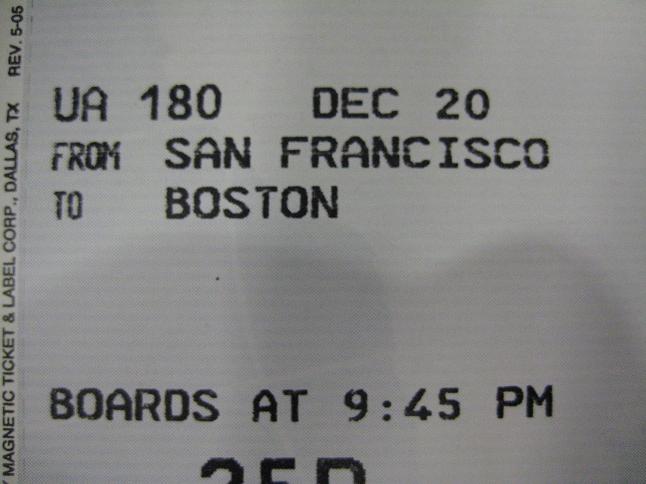 UA 180 DEC 20
FROM SAN FRANCISCO
TO BOSTON
BOARDS AT 9:45 PM
MAGNETIC TICKET & LABEL CORP., DALLAS, TX REV. 5-05